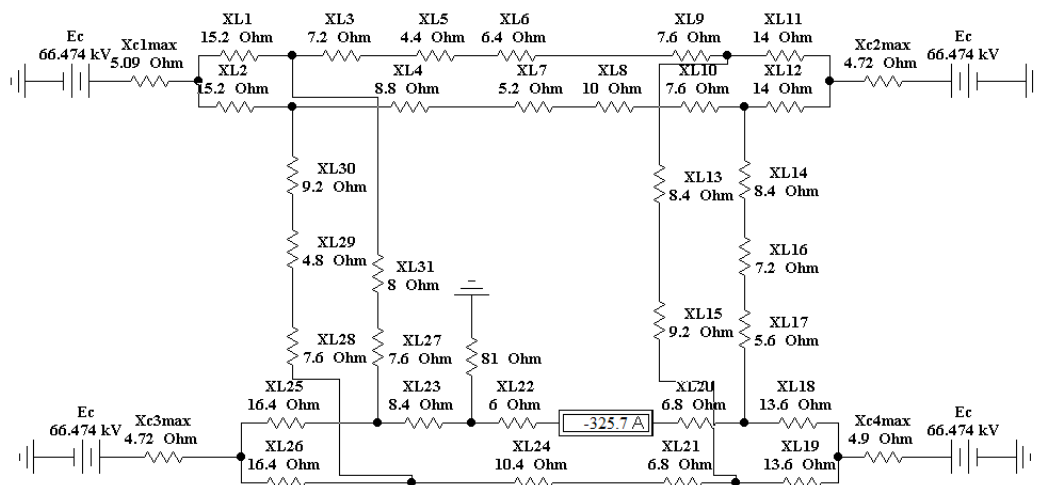 Ec
66.474 kV
Xc1max
5.09 Ohm
XL1
15.2 Ohm
XL3
7.2 Ohm
XL5
4.4 Ohm
XL6
6.4 Ohm
XL9
7.6 Ohm
XL11
14 Ohm
Xc2max
4.72 Ohm
Ec
66.474 kV
XL2
15.2 Ohm
XL4
8.8 Ohm
XL7
5.2 Ohm
XL8
10 Ohm
XL10
7.6 Ohm
XL12
14 Ohm
XL30
9.2 Ohm
XL13
8.4 Ohm
XL14
8.4 Ohm
XL29
4.8 Ohm
XL31
8 Ohm
XL16
7.2 Ohm
XL28
7.6 Ohm
XL27
7.6 Ohm
81 Ohm
XL15
9.2 Ohm
XL17
5.6 Ohm
Ec
66.474 kV
Xc3max
4.72 Ohm
XL25
16.4 Ohm
XL23
8.4 Ohm
XL22
6 Ohm
-325.7 A
XL20
6.8 Ohm
XL18
13.6 Ohm
Xc4max
4.9 Ohm
Ec
66.474 kV
XL26
16.4 Ohm
XL24
10.4 Ohm
XL21
6.8 Ohm
XL19
13.6 Ohm